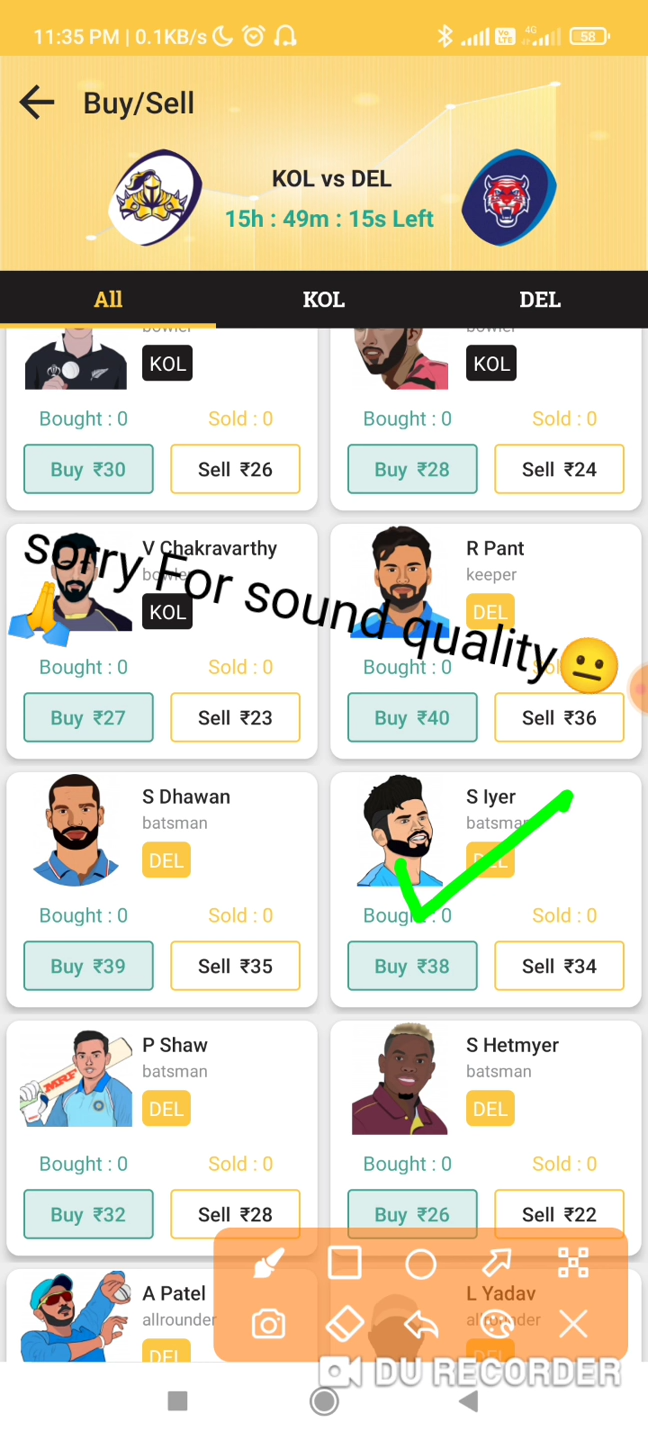 11:35 PM | 0.1KB/s
Vo LTE
4G
58
Buy/Sell
KOL vs DEL
15h : 49m : 15s Left
All KOL DEL
bowler
KOL KOL
Bought : 0 Sold : 0 Bought : 0 Sold : 0
Buy ₹30 Sell ₹26 Buy ₹28 Sell ₹24
sorry For sound quality😐
🙏
V Chakravarthy R Pant
bowler keeper
KOL DEL
Bought : 0 Sold : 0 Bought : 0 Sol
Buy ₹27 Sell ₹23 Buy ₹40 Sell ₹36
S Dhawan S Iyer
batsman batsman
DEL DEL
Bought : 0 Sold : 0 Bought : 0 Sold : 0
Buy ₹39 Sell ₹35 Buy ₹38 Sell ₹34
P Shaw S Hetmyer
batsman batsman
MRF
DEL DEL
Bought : 0 Sold : 0 Bought : 0 Sold : 0
Buy ₹32 Sell ₹28 Buy ₹26 Sell ₹22
A Patel L Yadav
allrounder allrounder
DEL
DU RECORDER